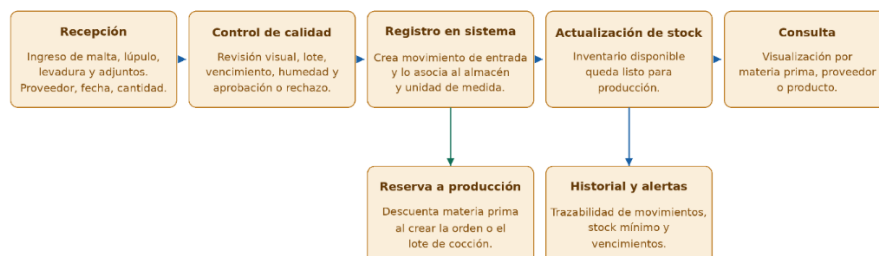 Recepción
Ingreso de malta, lúpulo,
levadura y adjuntos.
Proveedor, fecha, cantidad.
Control de calidad
Revisión visual, lote,
vencimiento, humedad y
aprobación o rechazo.
Registro en sistema
Crea movimiento de entrada
y lo asocia al almacén
y unidad de medida.
Actualización de stock
Inventario disponible
queda listo para
producción.
Consulta
Visualización por
materia prima, proveedor
o producto.
Reserva a producción
Descuenta materia prima
al crear la orden o el
lote de cocción.
Historial y alertas
Trazabilidad de movimientos,
stock mínimo y
vencimientos.